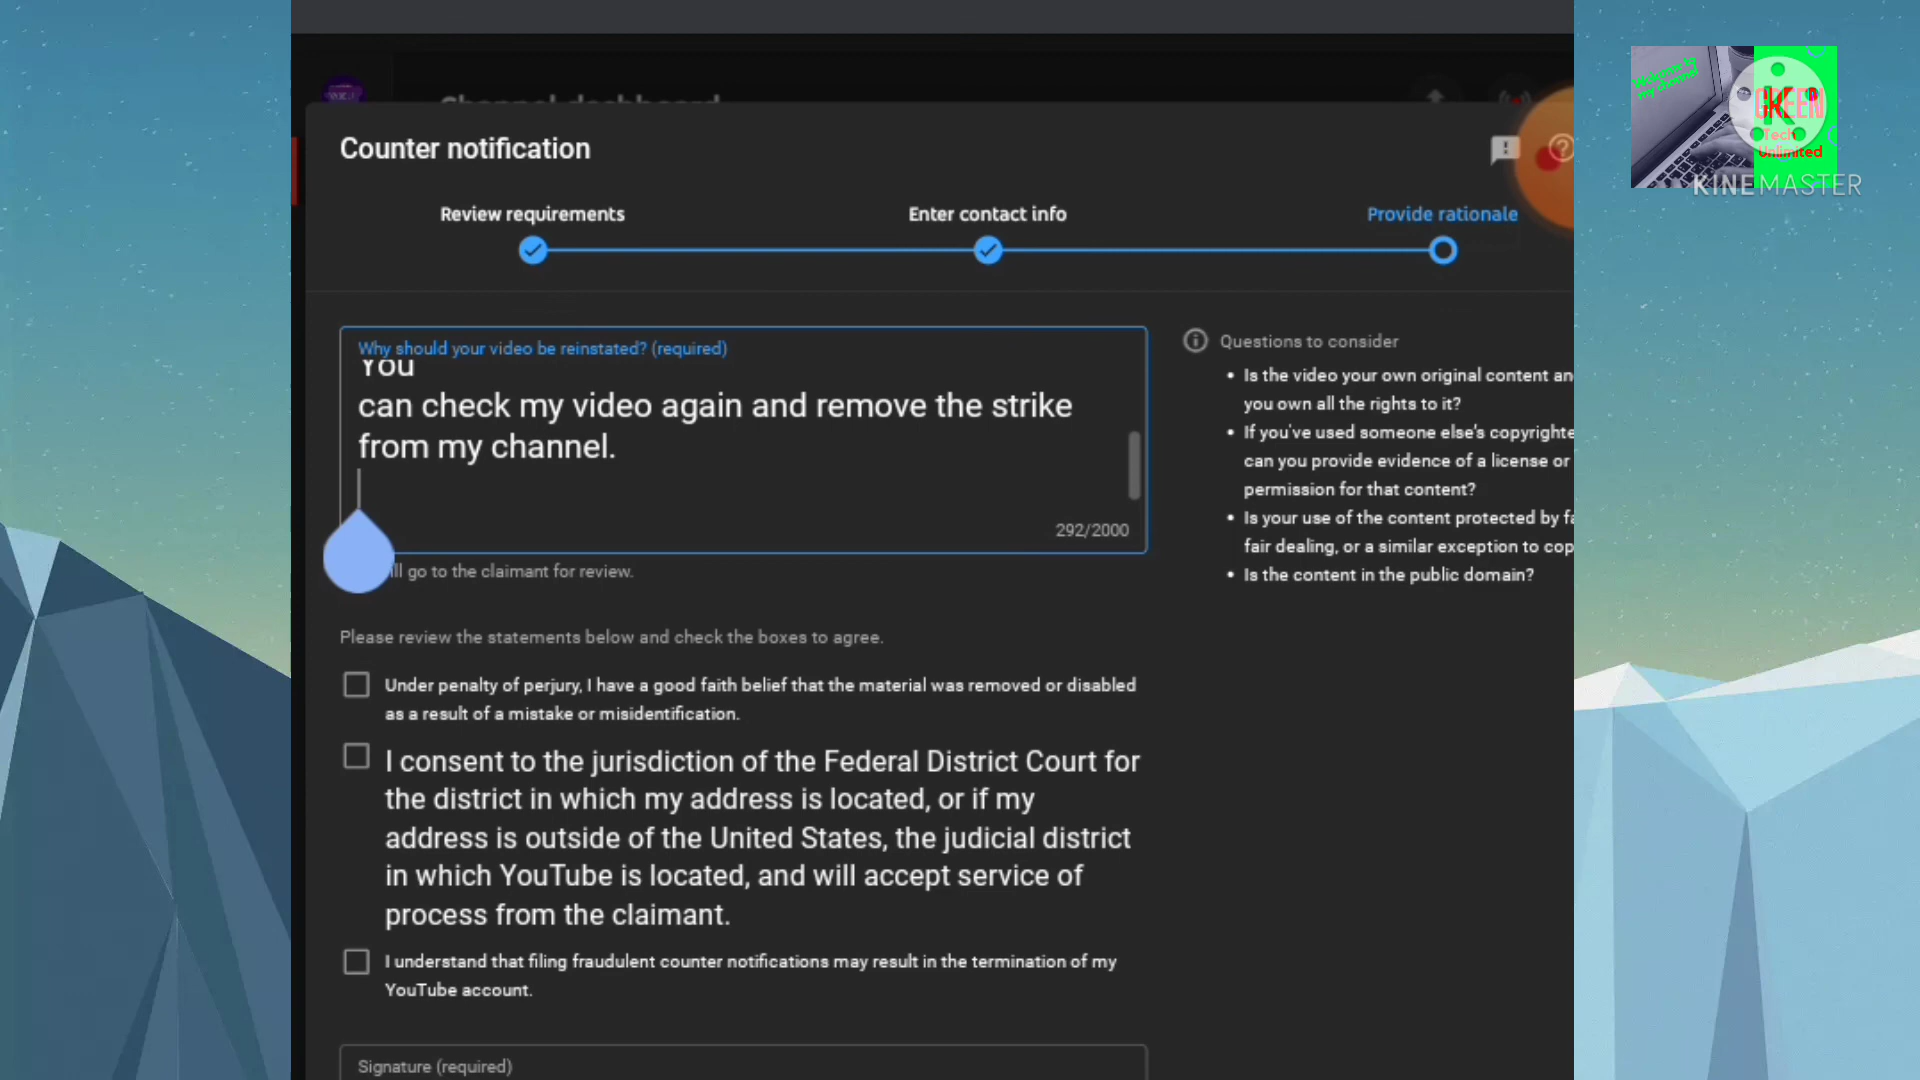 Channel dashboard
Counter notification
Review requirements
Enter contact info
Provide rationale
Why should your video be reinstated? (required)
You
can check my video again and remove the strike
from my channel.
292/2000
ll go to the claimant for review.
Questions to consider
• Is the video your own original content an
you own all the rights to it?
• If you've used someone else's copyrighte
can you provide evidence of a license or
permission for that content?
• Is your use of the content protected by fa
fair dealing, or a similar exception to cop
• Is the content in the public domain?
Please review the statements below and check the boxes to agree.
Under penalty of perjury, I have a good faith belief that the material was removed or disabled
as a result of a mistake or misidentification.
I consent to the jurisdiction of the Federal District Court for
the district in which my address is located, or if my
address is outside of the United States, the judicial district
in which YouTube is located, and will accept service of
process from the claimant.
I understand that filing fraudulent counter notifications may result in the termination of my
YouTube account.
Signature (required)
Welcome to
my channel
GREEN
K
Tech
Unlimited
KINEMASTER